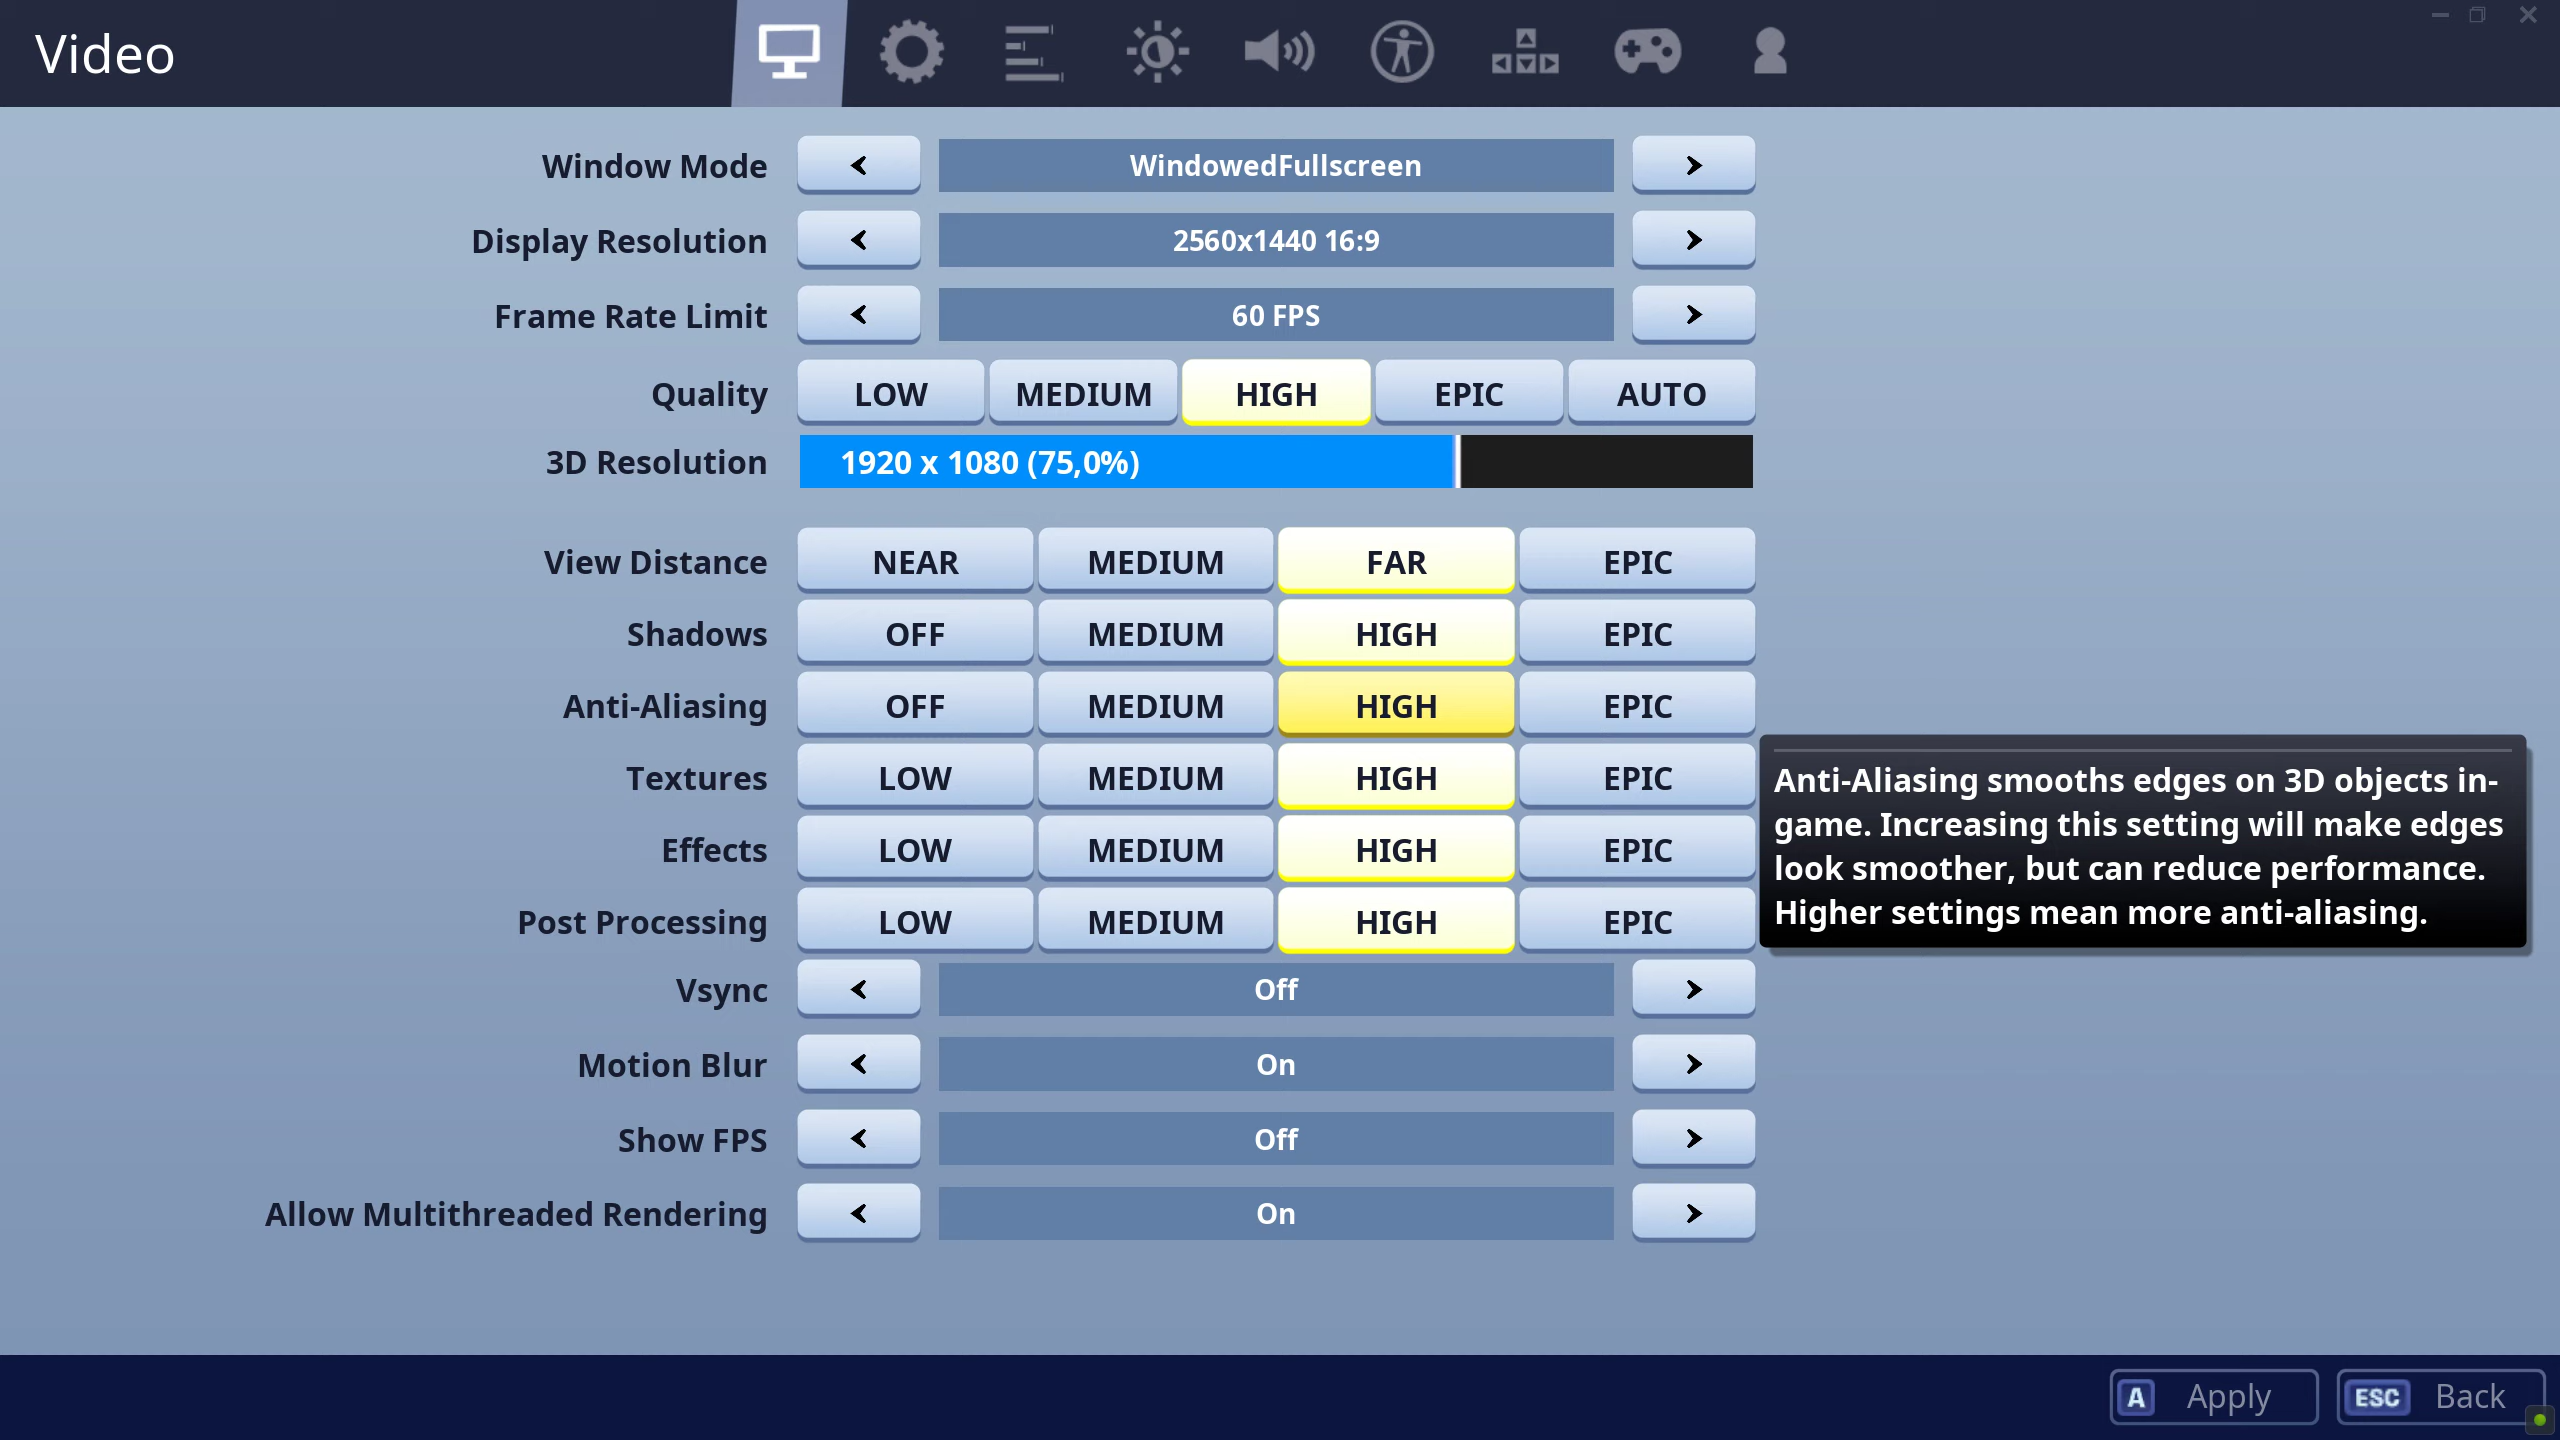 Video
Window Mode WindowedFullscreen
Display Resolution 2560x1440 16:9
Frame Rate Limit 60 FPS
Quality LOW MEDIUM HIGH EPIC AUTO
3D Resolution 1920 x 1080 (75,0%)
View Distance NEAR MEDIUM FAR EPIC
Shadows OFF MEDIUM HIGH EPIC
Anti-Aliasing OFF MEDIUM HIGH EPIC
Textures LOW MEDIUM HIGH EPIC
Effects LOW MEDIUM HIGH EPIC
Post Processing LOW MEDIUM HIGH EPIC
Anti-Aliasing smooths edges on 3D objects in-
game. Increasing this setting will make edges
look smoother, but can reduce performance.
Higher settings mean more anti-aliasing.
Vsync Off
Motion Blur On
Show FPS Off
Allow Multithreaded Rendering On
A Apply ESC Back